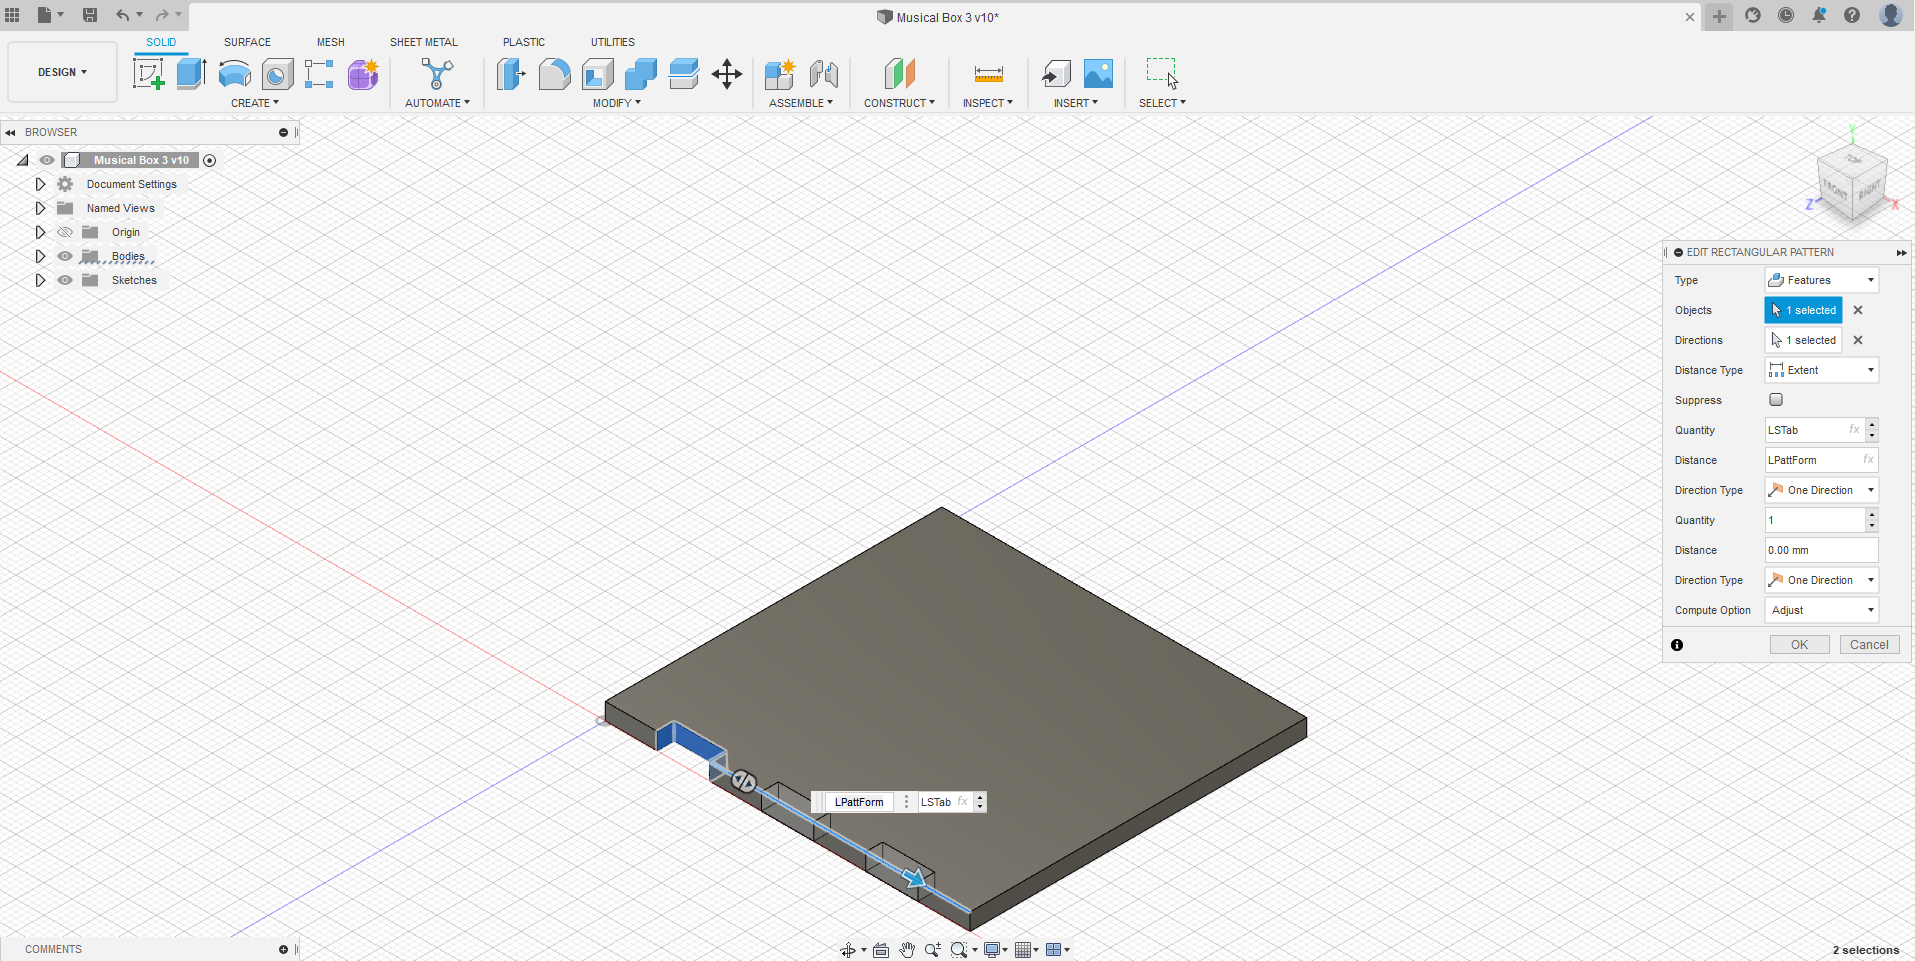 Musical Box 3 v10*
SOLID SURFACE MESH SHEET METAL PLASTIC UTILITIES
DESIGN
CREATE AUTOMATE MODIFY ASSEMBLE CONSTRUCT INSPECT INSERT SELECT
BROWSER
Musical Box 3 v10
Document Settings
Named Views
Origin
Bodies
Sketches
Y
TOP
FRONT
RIGHT
Z
X
EDIT RECTANGULAR PATTERN
Type Features
Objects 1 selected
Directions 1 selected
Distance Type Extent
Suppress
Quantity LSTab fx
Distance LPattForm fx
Direction Type One Direction
Quantity 1
Distance 0.00 mm
Direction Type One Direction
Compute Option Adjust
OK Cancel
LPattForm LSTab fx
COMMENTS
2 selections